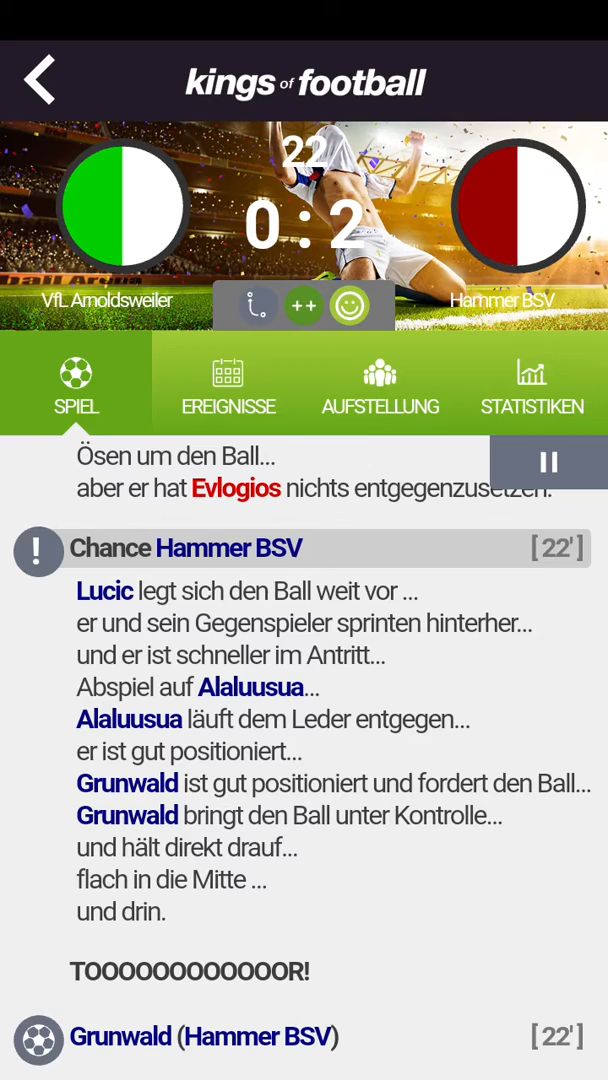 kings of football
22
0 : 2
VfL Arnoldsweiler
Hammer BSV
SPIEL
EREIGNISSE
AUFSTELLUNG
STATISTIKEN
Ösen um den Ball...
aber er hat Evlogios nichts entgegenzusetzen.
Chance Hammer BSV [ 22' ]
Lucic legt sich den Ball weit vor ...
er und sein Gegenspieler sprinten hinterher...
und er ist schneller im Antritt...
Abspiel auf Alaluusua...
Alaluusua läuft dem Leder entgegen...
er ist gut positioniert...
Grunwald ist gut positioniert und fordert den Ball...
Grunwald bringt den Ball unter Kontrolle...
und hält direkt drauf...
flach in die Mitte ...
und drin.
TOOOOOOOOOOOOR!
Grunwald (Hammer BSV) [ 22' ]